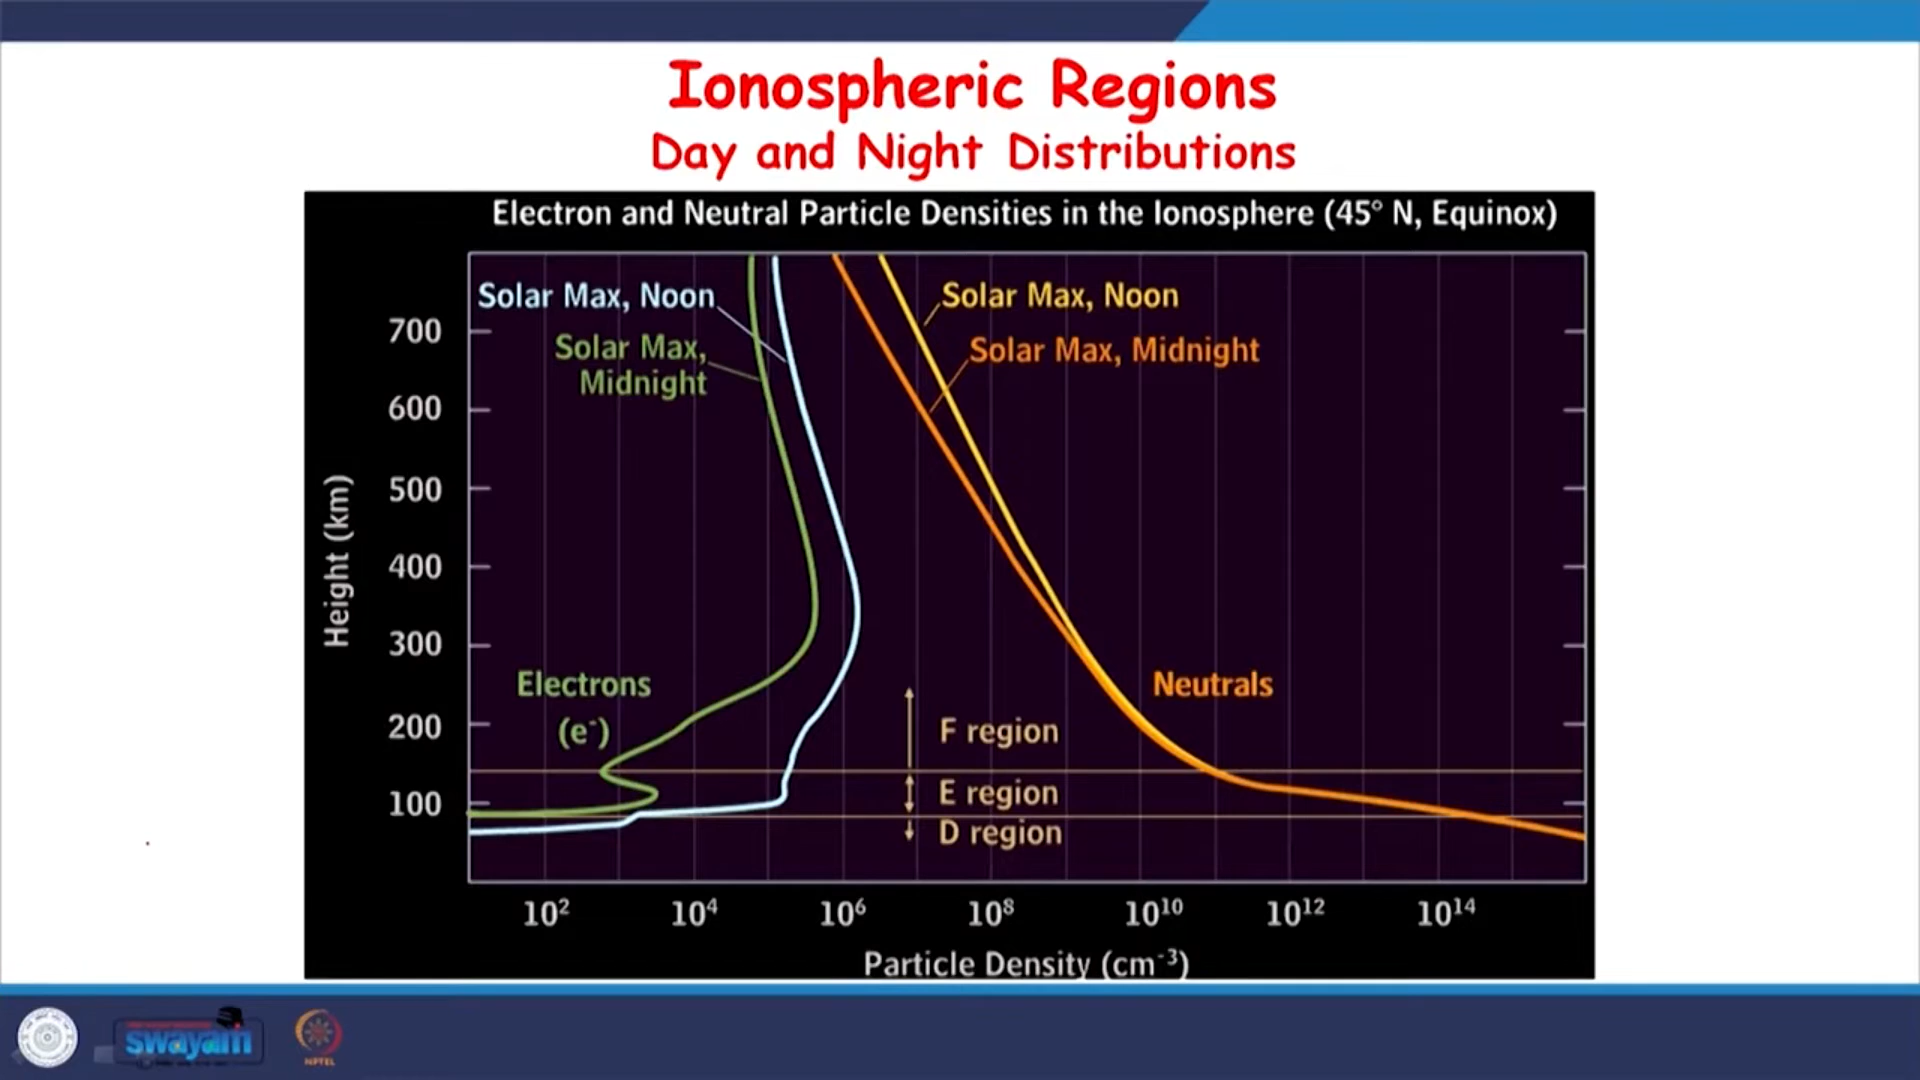 Ionospheric Regions
Day and Night Distributions
Electron and Neutral Particle Densities in the Ionosphere (45° N, Equinox)
Solar Max, Noon
Solar Max,
Midnight
Solar Max, Noon
Solar Max, Midnight
Height (km)
700
600
500
400
300
200
100
Electrons
(e⁻)
Neutrals
F region
E region
D region
10² 10⁴ 10⁶ 10⁸ 10¹⁰ 10¹² 10¹⁴
Particle Density (cm⁻³)
swayam
NPTEL